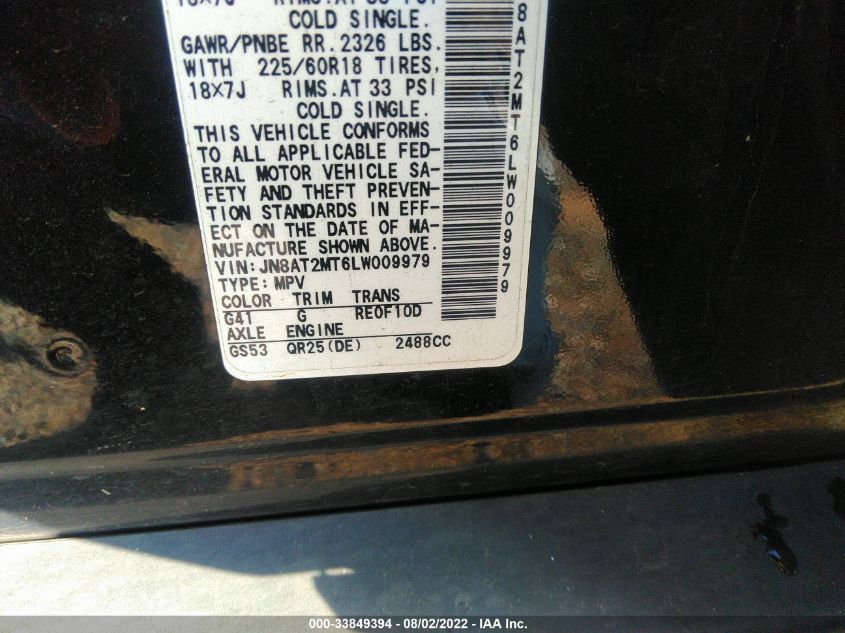 COLD SINGLE.
GAWR/PNBE RR. 2326 LBS.
WITH 225/60R18 TIRES,
18X7J RIMS. AT 33 PSI
COLD SINGLE.
THIS VEHICLE CONFORMS
TO ALL APPLICABLE FED-
ERAL MOTOR VEHICLE SA-
FETY AND THEFT PREVEN-
TION STANDARDS IN EFF-
ECT ON THE DATE OF MA-
NUFACTURE SHOWN ABOVE.
VIN:JN8AT2MT6LW009979
TYPE:MPV
COLOR TRIM TRANS
G41 G RE0F10D
AXLE ENGINE
GS53 QR25(DE) 2488CC
8AT2MT6LW009979
000-33849394 - 08/02/2022 - IAA Inc.